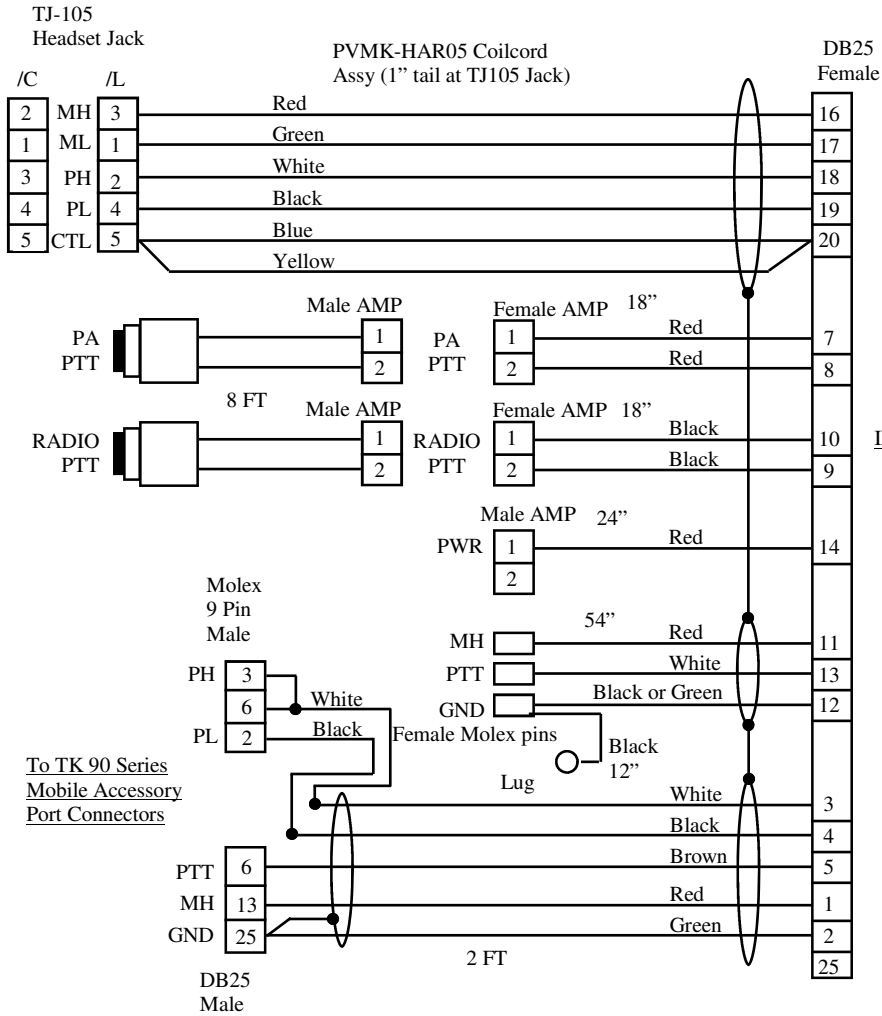 TJ-105
Headset Jack
PVMK-HAR05 Coilcord
Assy (1” tail at TJ105 Jack)
DB25
Female
/C /L
2 MH 3 Red 16
1 ML 1 Green 17
3 PH 2 White 18
4 PL 4 Black 19
5 CTL 5 Blue 20
Yellow
Male AMP Female AMP 18”
PA
PTT
1
2
PA
PTT
1 Red 7
2 Red 8
8 FT
Male AMP Female AMP 18”
RADIO
PTT
1
2
RADIO
PTT
1 Black 10
2 Black 9
Male AMP 24”
PWR 1 Red 14
2
Molex
9 Pin
Male
54”
MH Red 11
PTT White 13
GND Black or Green 12
Female Molex pins
PH 3
6 White
PL 2 Black
Black
12”
Lug
To TK 90 Series
Mobile Accessory
Port Connectors
White 3
Black 4
PTT 6 Brown 5
MH 13 Red 1
GND 25 Green 2
25
2 FT
DB25
Male